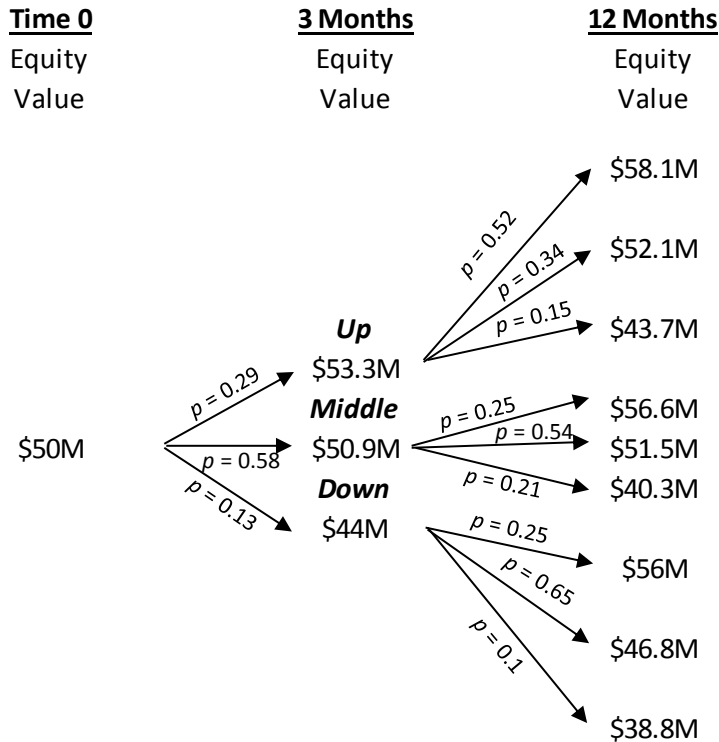 Time 0 3 Months 12 Months
Equity Equity Equity
Value Value Value
$58.1M
p = 0.52
$52.1M
p = 0.34
p = 0.15
Up $43.7M
$53.3M
p = 0.29
Middle p = 0.25 $56.6M
$50M p = 0.58 $50.9M p = 0.54 $51.5M
p = 0.13 Down p = 0.21 $40.3M
$44M p = 0.25
$56M
p = 0.65
p = 0.1 $46.8M
$38.8M